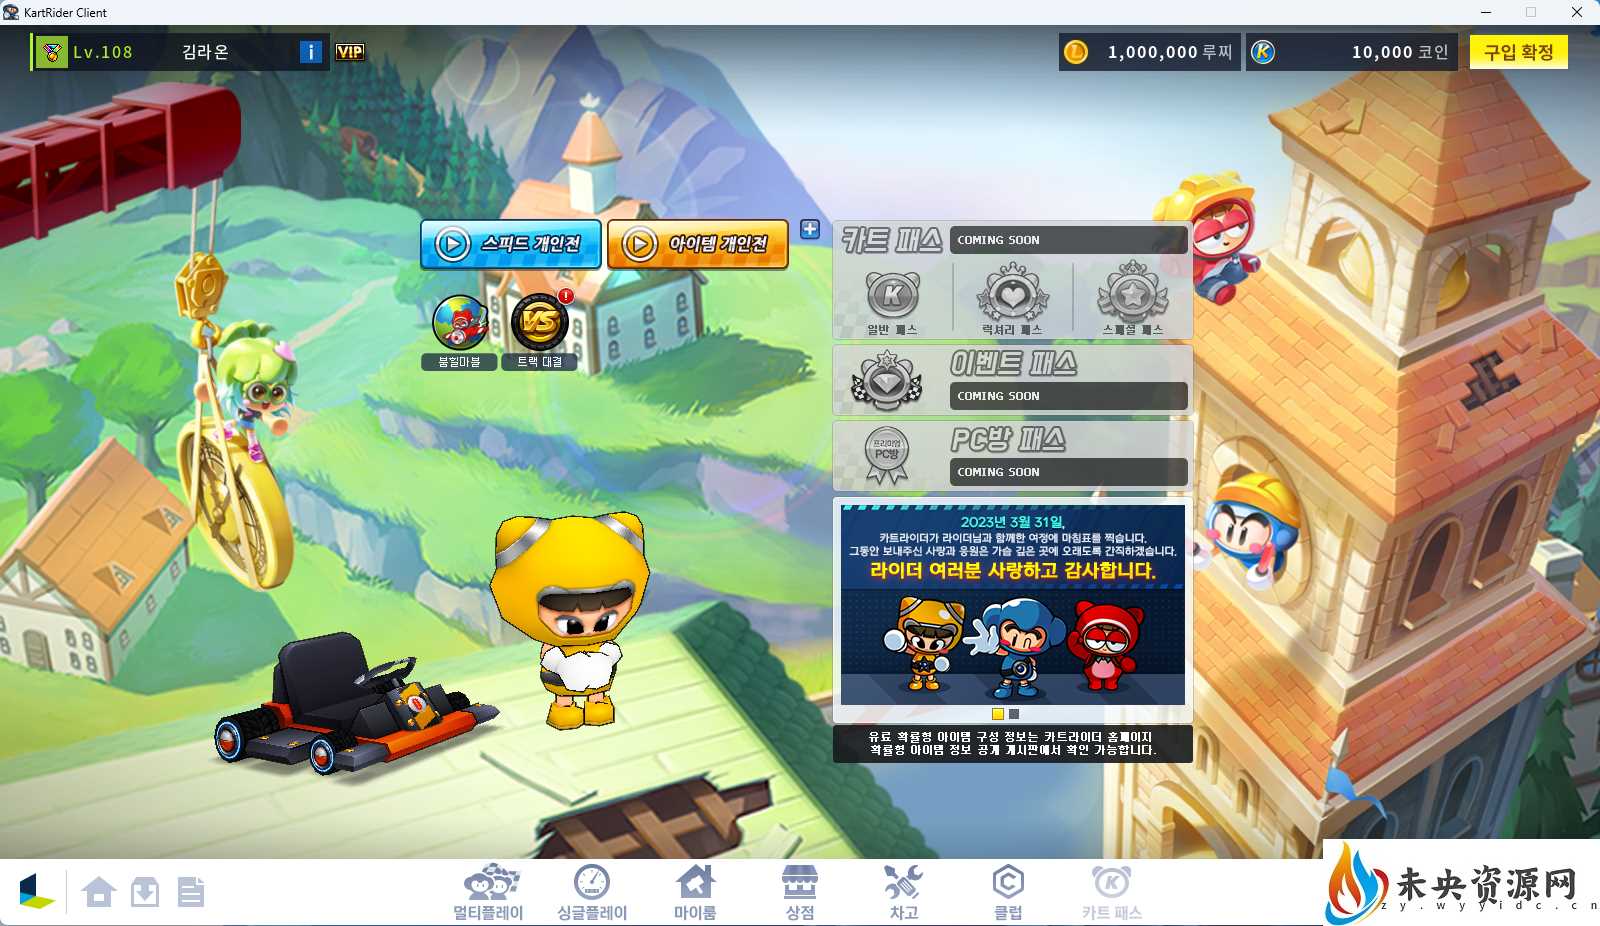 KartRider Client
Lv.108 김라온 i VIP
1,000,000 루찌
10,000 코인
구입 확정
스피드 개인전
아이템 개인전
붐힐마블
VS
트랙 대결
카트 패스
COMING SOON
일반 패스
럭셔리 패스
스페셜 패스
이벤트 패스
COMING SOON
프리미엄
PC방
PC방 패스
COMING SOON
2023년 3월 31일,
카트라이더가 라이더님과 함께한 여정에 마침표를 찍습니다.
그동안 보내주신 사랑과 응원은 가슴 깊은 곳에 오래도록 간직하겠습니다.
라이더 여러분 사랑하고 감사합니다.
유료 확률형 아이템 구성 정보는 카트라이더 홈페이지
확률형 아이템 정보 공개 게시판에서 확인 가능합니다.
멀티플레이
싱글플레이
마이룸
상점
차고
클럽
카트 패스
未央资源网
zy.wyyidc.cn